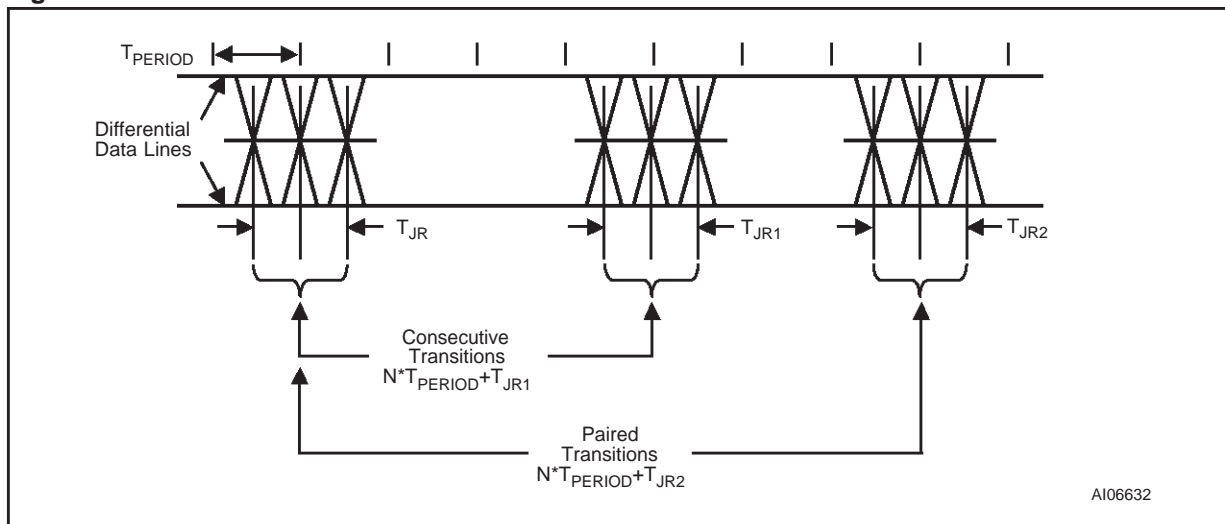 TPERIOD
Differential
Data Lines
TJR
TJR1
TJR2
Consecutive
Transitions
N*TPERIOD+TJR1
Paired
Transitions
N*TPERIOD+TJR2
AI06632